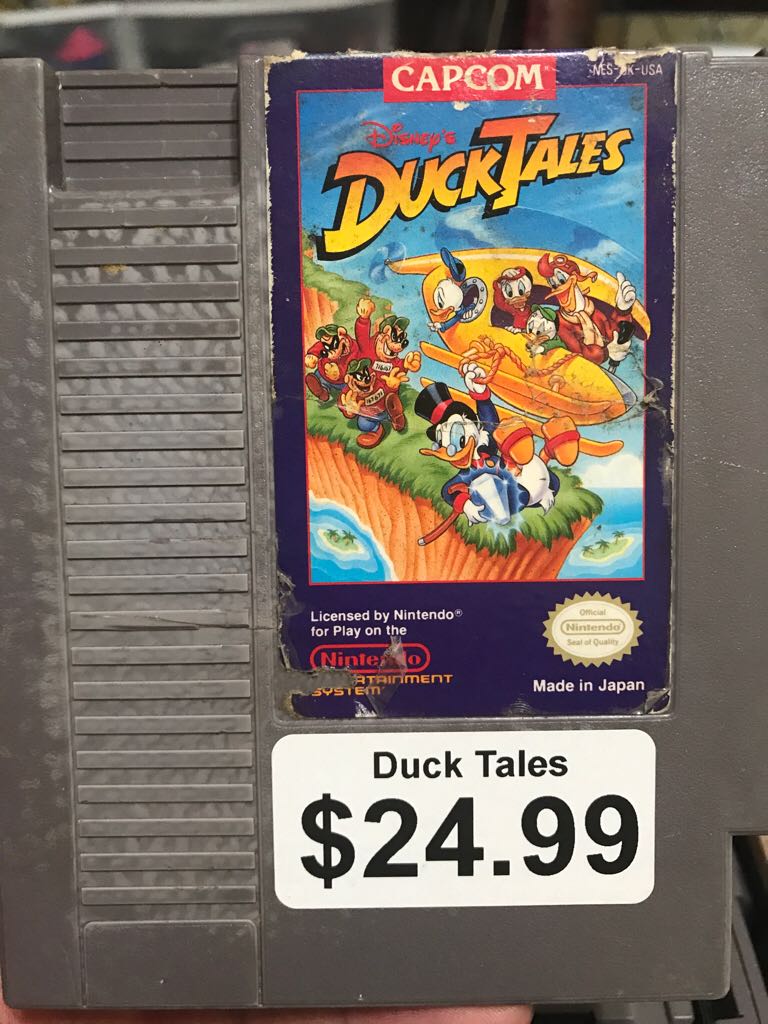 CAPCOM
Disney's
DUCKTALES
Licensed by Nintendo®
for Play on the
SYSTEM
Official
Nintendo
Seal of Quality
Made in Japan
Duck Tales
$24.99